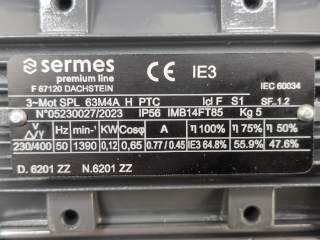 sermes
premium line
F 67120 DACHSTEIN
CE IE3
IEC 60034
3~Mot SPL 63M4A H PTC Icl F S1 SF.1.2
N°05230027/2023 IP56 IMB14FT85 Kg 5
V Δ/Y Hz min-¹ KW Cosφ A η100% η 75% η 50%
230/400 50 1390 0,12 0,65 0.77 / 0.45 IE3 64.8% 55.9% 47.6%
D. 6201 ZZ N.6201 ZZ